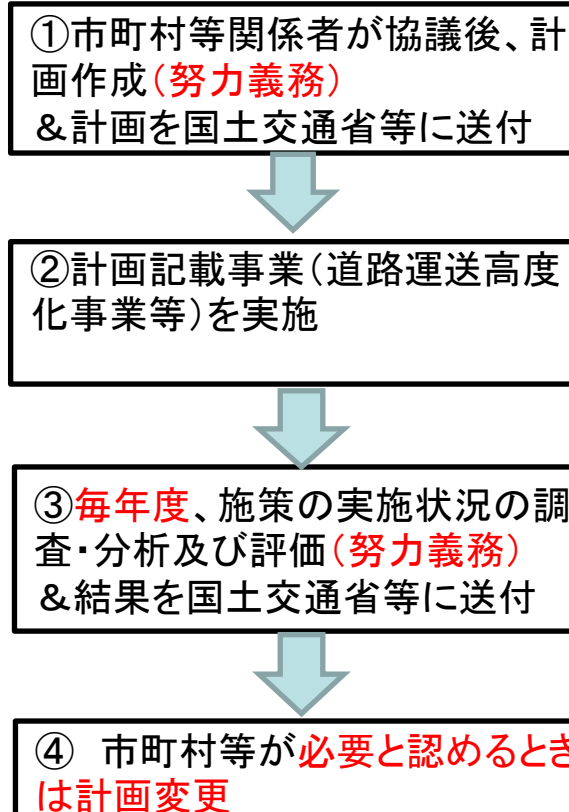 ①市町村等関係者が協議後、計
画作成(努力義務)
&計画を国土交通省等に送付
②計画記載事業(道路運送高度
化事業等)を実施
③毎年度、施策の実施状況の調
査・分析及び評価(努力義務)
&結果を国土交通省等に送付
④ 市町村等が必要と認めるとき
は計画変更